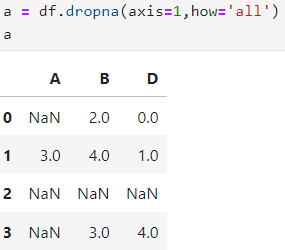 a = df.dropna(axis=1,how='all')
a
A B D
0 NaN 2.0 0.0
1 3.0 4.0 1.0
2 NaN NaN NaN
3 NaN 3.0 4.0